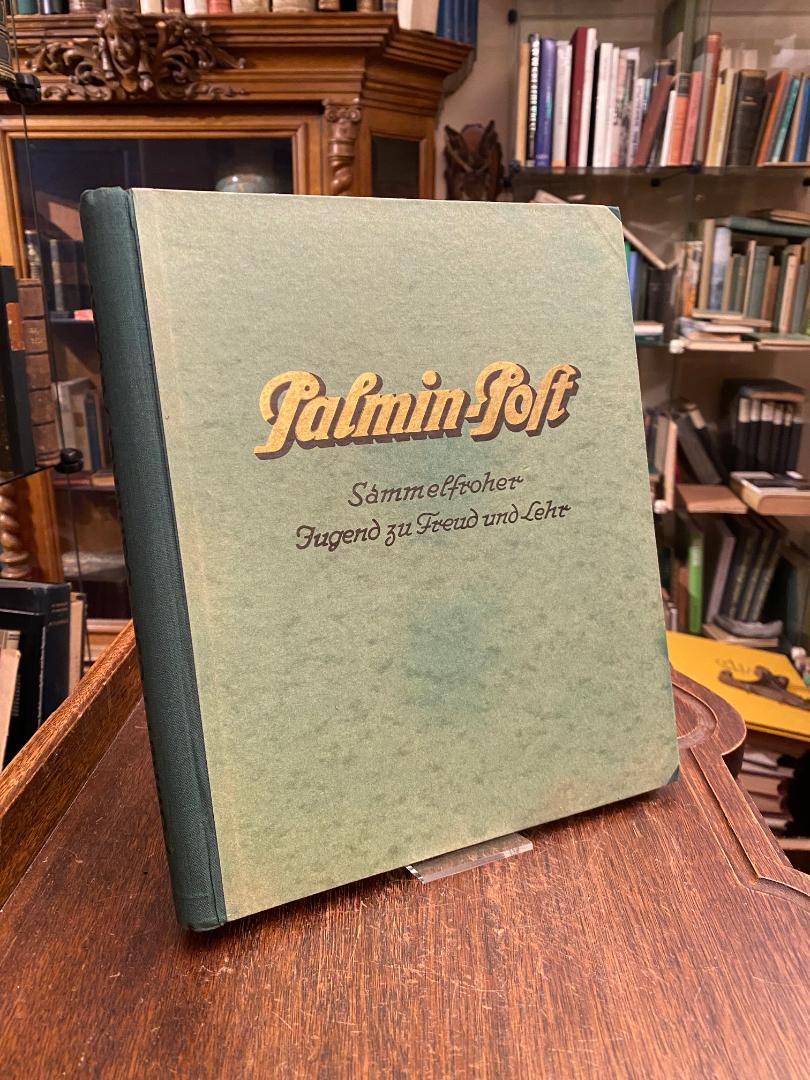 Palmin-Post
Sammelfroher
Jugend zu Freud und Lehr